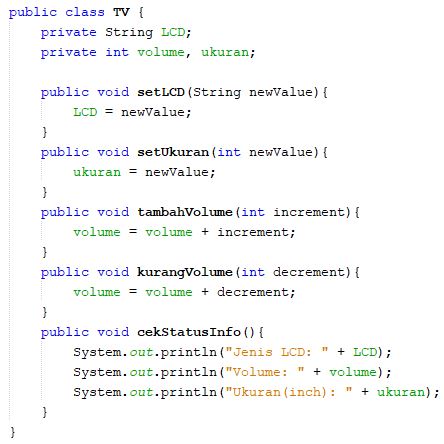 public class TV {
private String LCD;
private int volume, ukuran;
public void setLCD(String newValue){
LCD = newValue;
}
public void setUkuran(int newValue){
ukuran = newValue;
}
public void tambahVolume(int increment){
volume = volume + increment;
}
public void kurangVolume(int decrement){
volume = volume + decrement;
}
public void cekStatusInfo(){
System.out.println("Jenis LCD: " + LCD);
System.out.println("Volume: " + volume);
System.out.println("Ukuran(inch): " + ukuran);
}
}